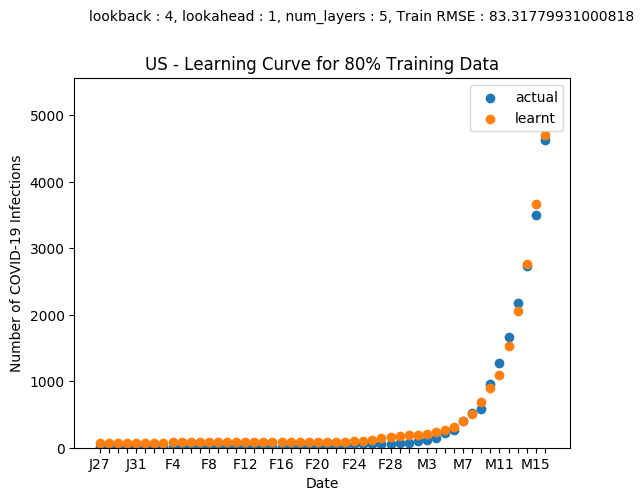 lookback : 4, lookahead : 1, num_layers : 5, Train RMSE : 83.31779931000818
US - Learning Curve for 80% Training Data
actual
learnt
5000
4000
3000
2000
1000
0
Number of COVID-19 Infections
J27 J31 F4 F8 F12 F16 F20 F24 F28 M3 M7 M11 M15
Date